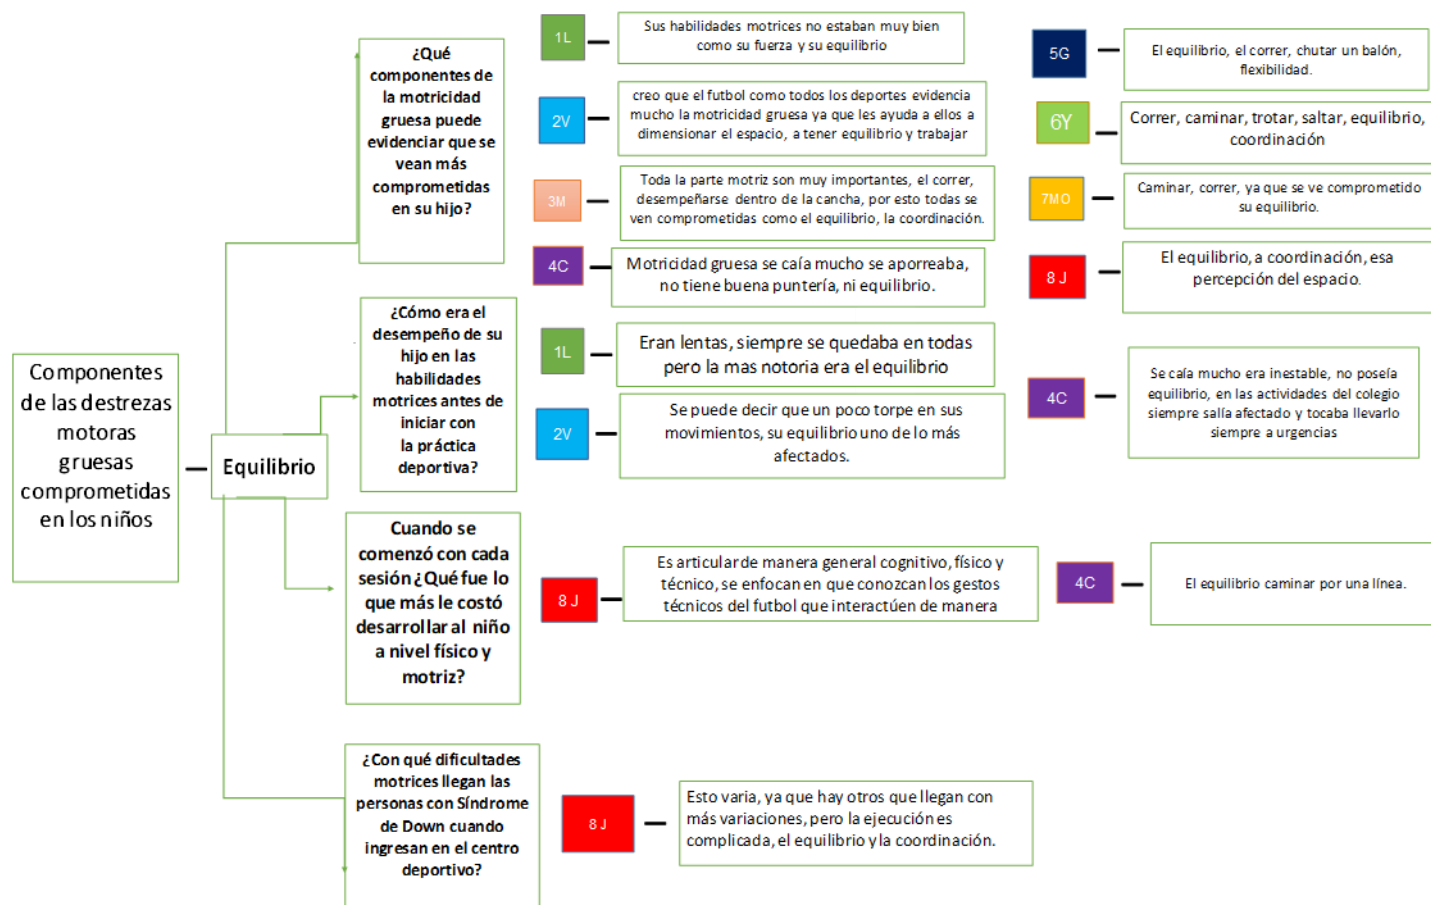 Componentes
de las destrezas
motoras
gruesas
comprometidas
en los niños
Equilibrio
¿Qué
componentes de
la motricidad
gruesa puede
evidenciar que se
vean más
comprometidas
en su hijo?
1L
Sus habilidades motrices no estaban muy bien
como su fuerza y su equilibrio
2V
creo que el futbol como todos los deportes evidencia
mucho la motricidad gruesa ya que les ayuda a ellos a
dimensionar el espacio, a tener equilibrio y trabajar
3M
Toda la parte motriz son muy importantes, el correr,
desempeñarse dentro de la cancha, por esto todas se
ven comprometidas como el equilibrio, la coordinación.
4C
Motricidad gruesa se caía mucho se aporreaba,
no tiene buena puntería, ni equilibrio.
5G
El equilibrio, el correr, chutar un balón,
flexibilidad.
6Y
Correr, caminar, trotar, saltar, equilibrio,
coordinación
7MO
Caminar, correr, ya que se ve comprometido
su equilibrio.
8 J
El equilibrio, a coordinación, esa
percepción del espacio.
¿Cómo era el
desempeño de su
hijo en las
habilidades
motrices antes de
iniciar con
la práctica
deportiva?
1L
Eran lentas, siempre se quedaba en todas
pero la mas notoria era el equilibrio
2V
Se puede decir que un poco torpe en sus
movimientos, su equilibrio uno de lo más
afectados.
4C
Se caía mucho era inestable, no poseía
equilibrio, en las actividades del colegio
siempre salía afectado y tocaba llevarlo
siempre a urgencias
Cuando se
comenzó con cada
sesión ¿Qué fue lo
que más le costó
desarrollar al niño
a nivel físico y
motriz?
8 J
Es articular de manera general cognitivo, físico y
técnico, se enfocan en que conozcan los gestos
técnicos del futbol que interactúen de manera
4C
El equilibrio caminar por una línea.
¿Con qué dificultades
motrices llegan las
personas con Síndrome
de Down cuando
ingresan en el centro
deportivo?
8 J
Esto varia, ya que hay otros que llegan con
más variaciones, pero la ejecución es
complicada, el equilibrio y la coordinación.